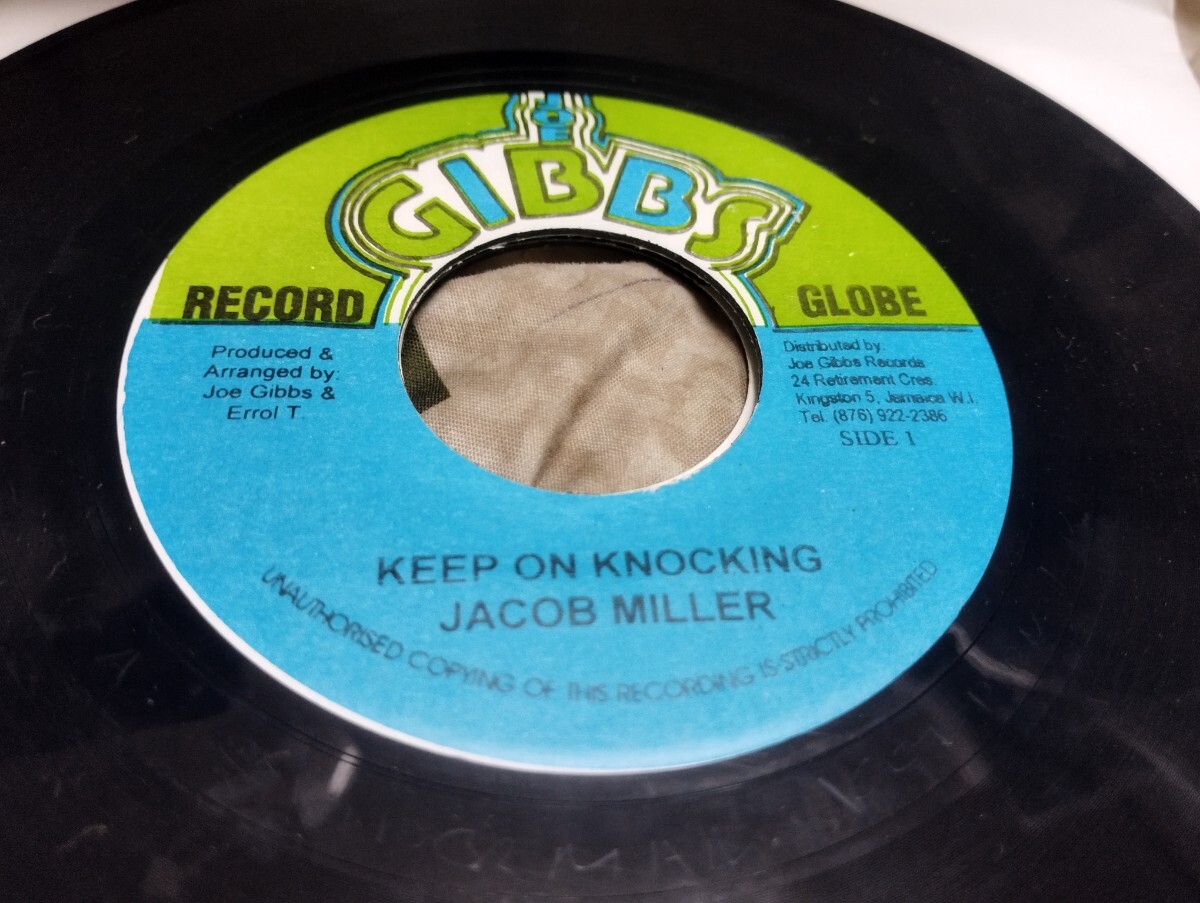 JOE
GIBBS
RECORD GLOBE
Produced &
Arranged by:
Joe Gibbs &
Errol T.
Distributed by:
Joe Gibbs Records
24 Retirement Cres.
Kingston 5, Jamaica W.I.
Tel. (876) 922-2386
SIDE 1
KEEP ON KNOCKING
JACOB MILLER
UNAUTHORISED COPYING OF THIS RECORDING IS STRICTLY PROHIBITED